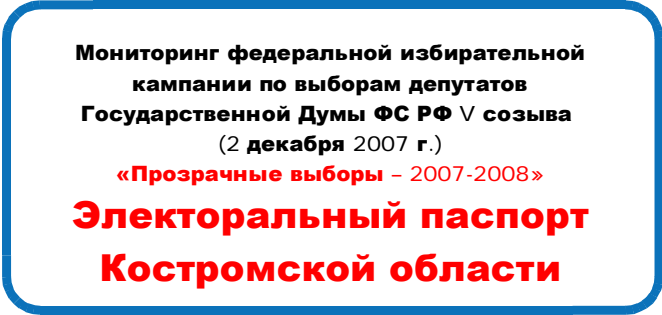 Мониторинг федеральной избирательной
кампании по выборам депутатов
Государственной Думы ФС РФ V созыва
(2 декабря 2007 г.)
«Прозрачные выборы – 2007-2008»
Электоральный паспорт
Костромской области